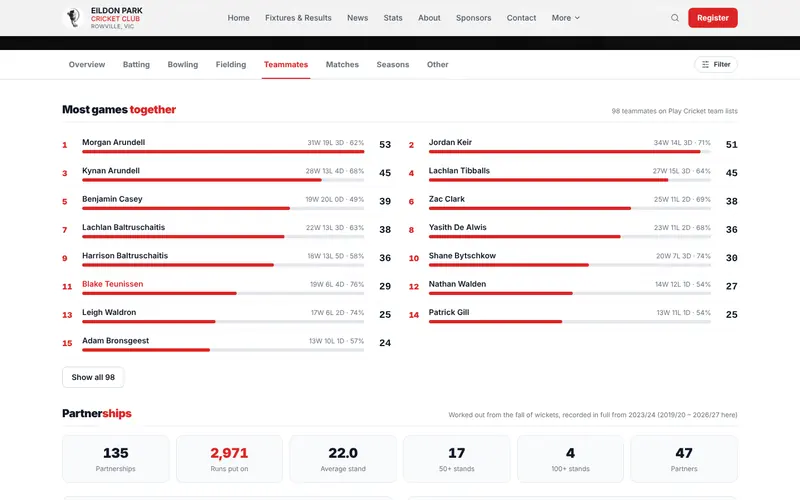 EILDON PARK
CRICKET CLUB
ROWVILLE, VIC
Home Fixtures & Results News Stats About Sponsors Contact More
Register
Overview Batting Bowling Fielding Teammates Matches Seasons Other
Filter
Most games together
98 teammates on Play Cricket team lists
1 Morgan Arundell 31W 19L 3D · 62% 53
2 Jordan Keir 34W 14L 3D · 71% 51
3 Kynan Arundell 28W 13L 4D · 68% 45
4 Lachlan Tibballs 27W 15L 3D · 64% 45
5 Benjamin Casey 19W 20L 0D · 49% 39
6 Zac Clark 25W 11L 2D · 69% 38
7 Lachlan Baltruschaitis 22W 13L 3D · 63% 38
8 Yasith De Alwis 23W 11L 2D · 68% 36
9 Harrison Baltruschaitis 18W 13L 5D · 58% 36
10 Shane Bytschkow 20W 7L 3D · 74% 30
11 Blake Teunissen 19W 6L 4D · 76% 29
12 Nathan Walden 14W 12L 1D · 54% 27
13 Leigh Waldron 17W 6L 2D · 74% 25
14 Patrick Gill 13W 11L 1D · 54% 25
15 Adam Bronsgeest 13W 10L 1D · 57% 24
Show all 98
Partnerships
Worked out from the fall of wickets, recorded in full from 2023/24 (2019/20 – 2026/27 here)
135 2,971 22.0 17 4 47
Partnerships Runs put on Average stand 50+ stands 100+ stands Partners